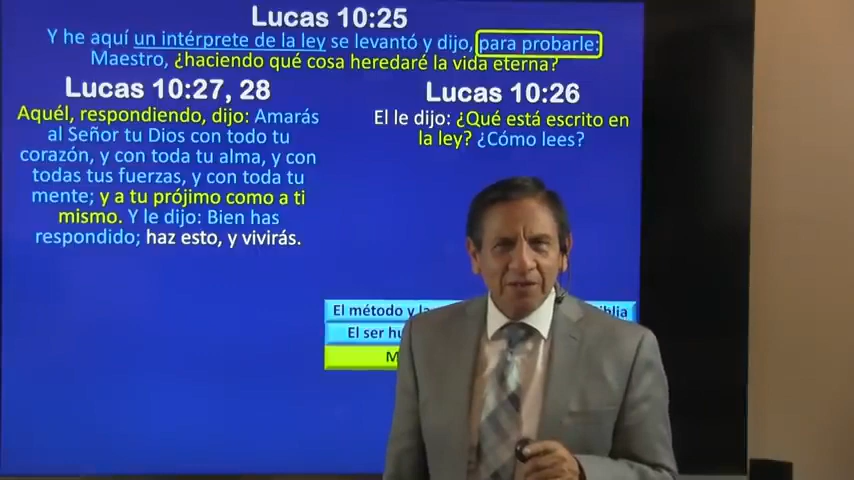 Lucas 10:25
Y he aquí un intérprete de la ley se levantó y dijo, para probarle:
Maestro, ¿haciendo qué cosa heredaré la vida eterna?
Lucas 10:27, 28
Aquél, respondiendo, dijo: Amarás
al Señor tu Dios con todo tu
corazón, y con toda tu alma, y con
todas tus fuerzas, y con toda tu
mente; y a tu prójimo como a ti
mismo. Y le dijo: Bien has
respondido; haz esto, y vivirás.
Lucas 10:26
El le dijo: ¿Qué está escrito en
la ley? ¿Cómo lees?
El método y
El ser